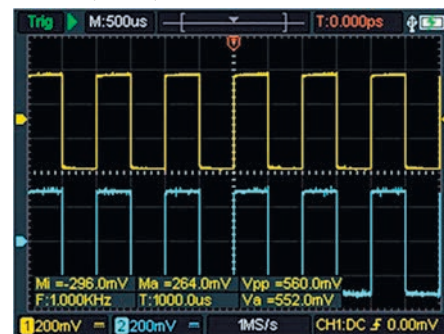 Trig M:500us T:0.000ps
T
Mi =-296.0mV Ma =264.0mV Vpp =560.0mV
F:1.000KHz T:1000.0us Va =552.0mV
1 200mV 2 200mV 1MS/s CH1:DC 0.00mV